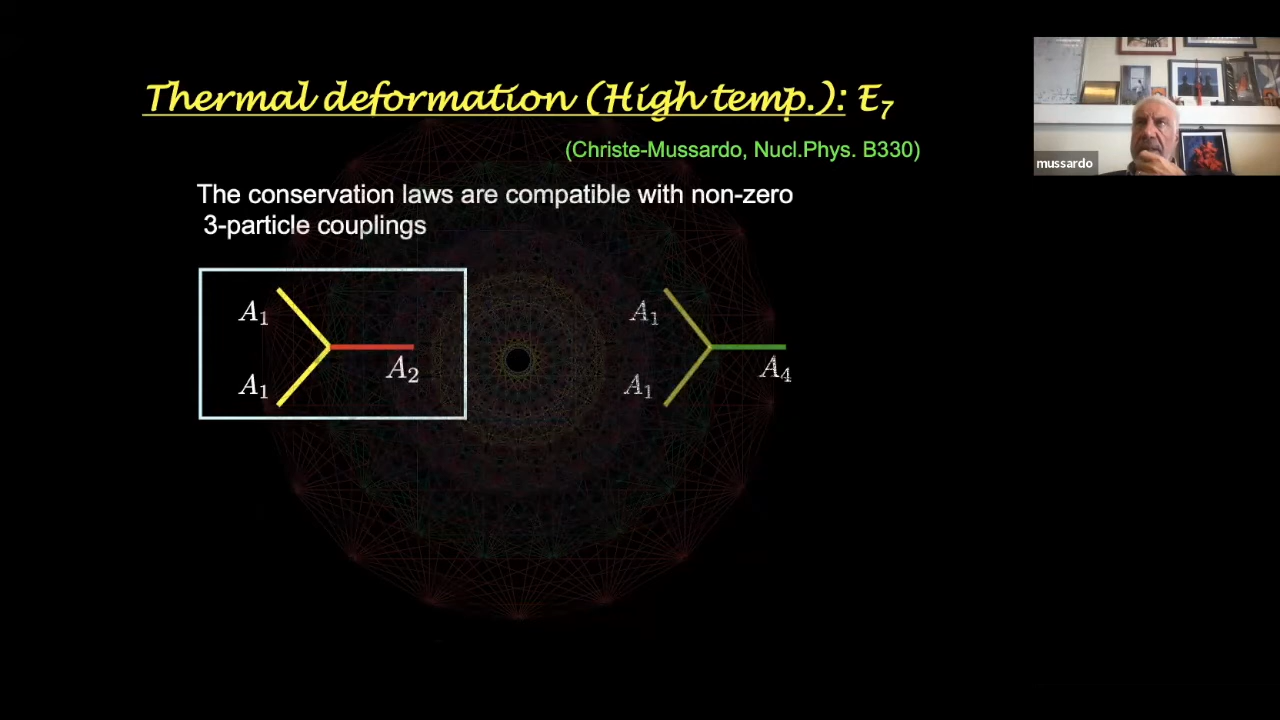 Thermal deformation (High temp.): E₇
(Christe-Mussardo, Nucl.Phys. B330)
The conservation laws are compatible with non-zero
3-particle couplings
A₁
A₁
A₂
A₁
A₁
A₄
mussardo